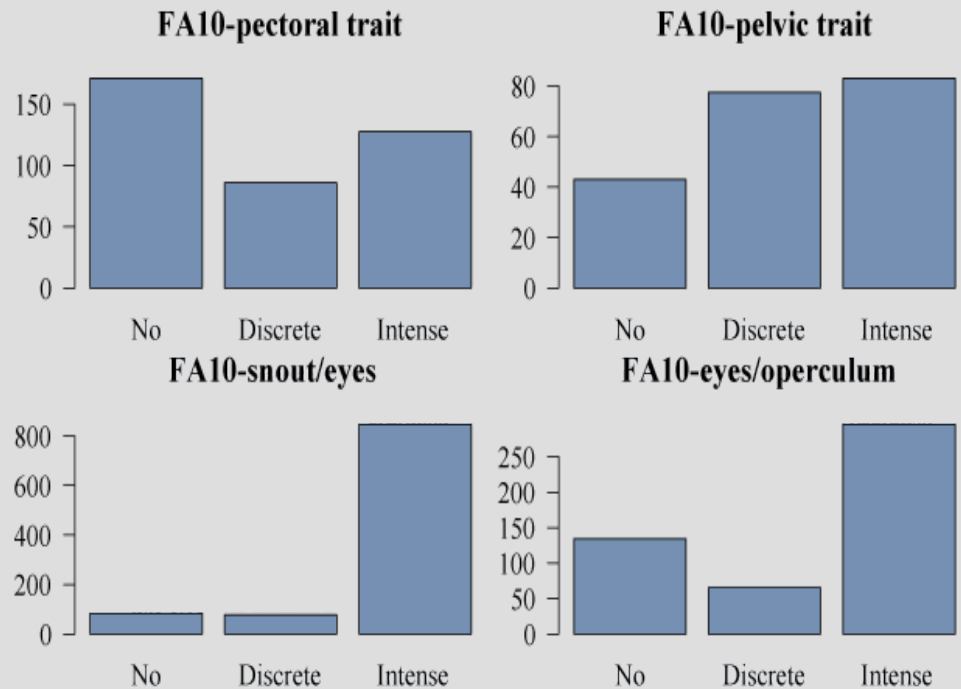 FA10-pectoral trait
150
100
50
0
No Discrete Intense
FA10-pelvic trait
80
60
40
20
0
No Discrete Intense
FA10-snout/eyes
800
600
400
200
0
No Discrete Intense
FA10-eyes/operculum
250
200
150
100
50
0
No Discrete Intense